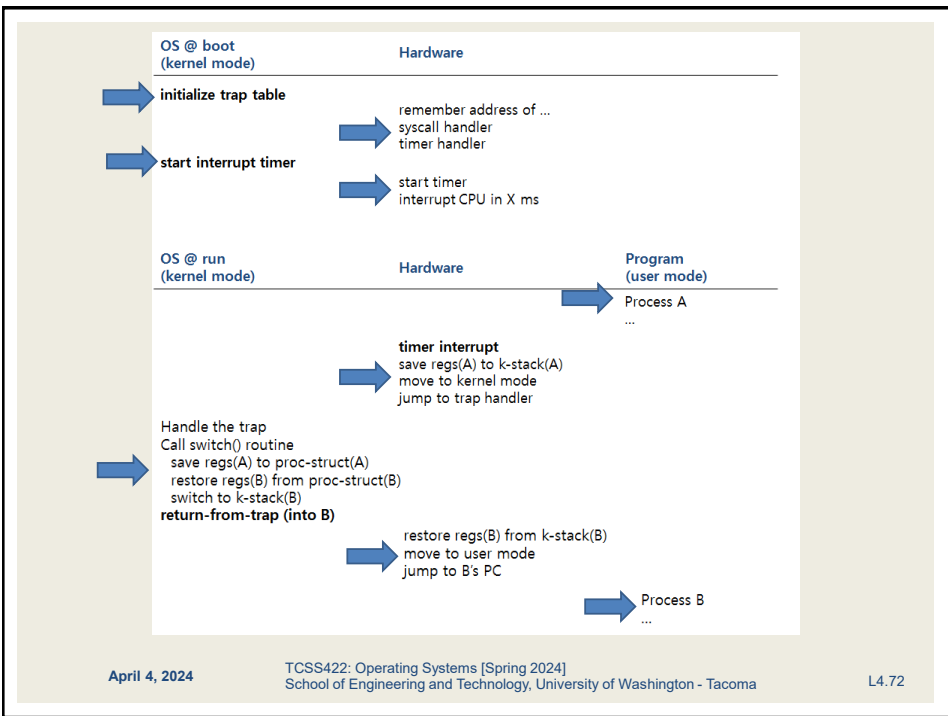 OS @ boot
(kernel mode)
Hardware
initialize trap table
remember address of ...
syscall handler
timer handler
start interrupt timer
start timer
interrupt CPU in X ms
OS @ run
(kernel mode)
Hardware
Program
(user mode)
Process A
...
timer interrupt
save regs(A) to k-stack(A)
move to kernel mode
jump to trap handler
Handle the trap
Call switch() routine
save regs(A) to proc-struct(A)
restore regs(B) from proc-struct(B)
switch to k-stack(B)
return-from-trap (into B)
restore regs(B) from k-stack(B)
move to user mode
jump to B's PC
Process B
...
April 4, 2024
TCSS422: Operating Systems [Spring 2024]
School of Engineering and Technology, University of Washington - Tacoma
L4.72